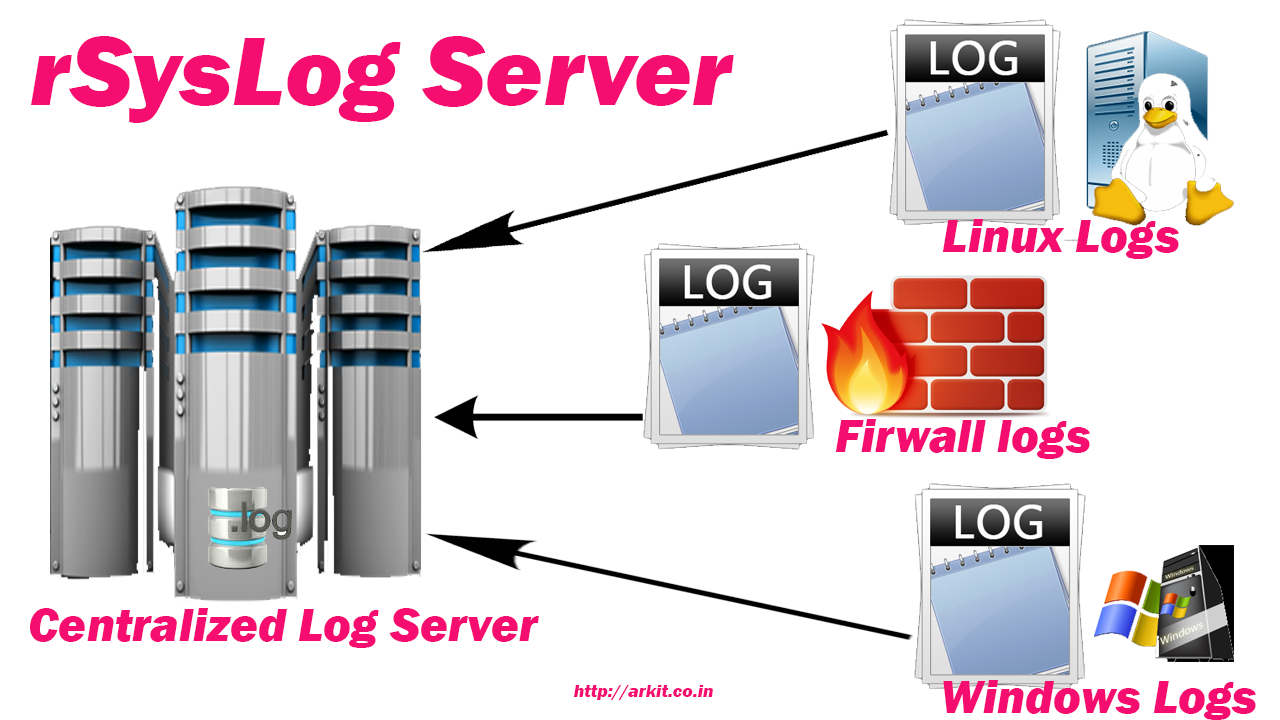 rSysLog Server
LOG
Linux Logs
LOG
Firwall logs
.log
LOG
Windows
Windows
Centralized Log Server
Windows Logs
http://arkit.co.in